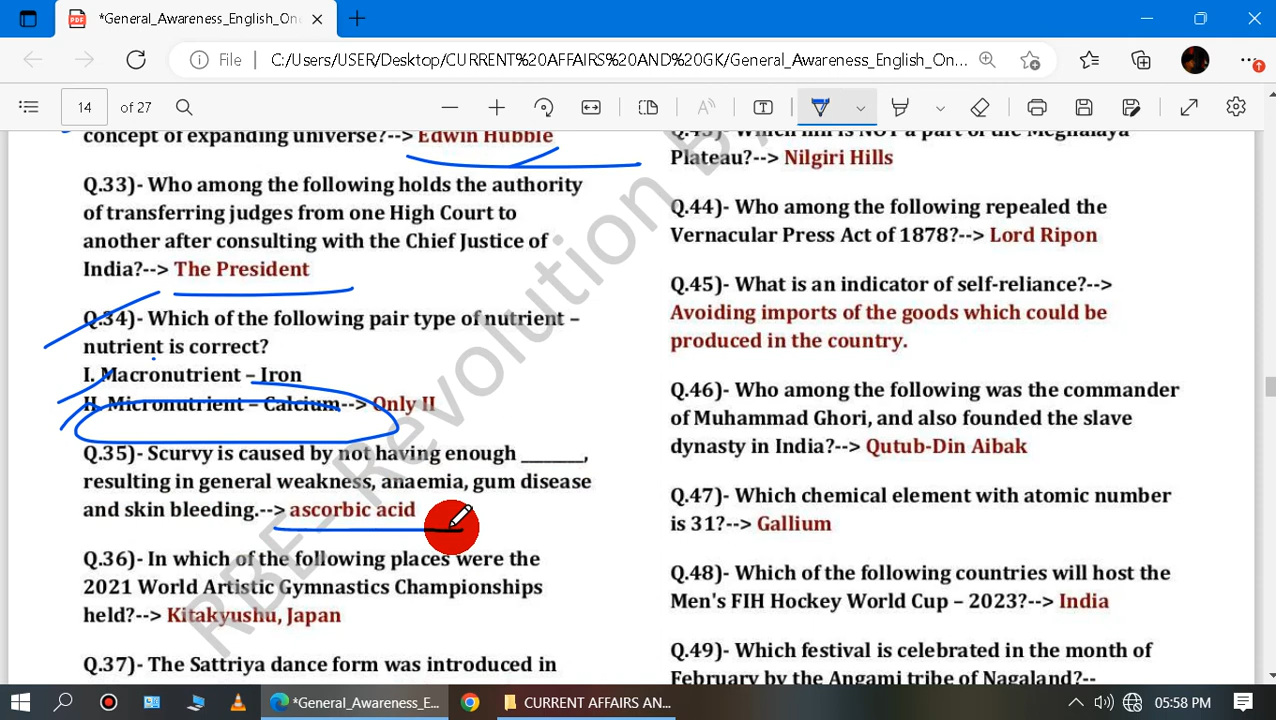 *General_Awareness_English_On
File
C:/Users/USER/Desktop/CURRENT%20AFFAIRS%20AND%20GK/General_Awareness_English_On...
14 of 27
concept of expanding universe?--> Edwin Hubble
Q.33)- Who among the following holds the authority
of transferring judges from one High Court to
another after consulting with the Chief Justice of
India?--> The President
Q.34)- Which of the following pair type of nutrient –
nutrient is correct?
I. Macronutrient – Iron
II. Micronutrient – Calcium--> Only II
Q.35)- Scurvy is caused by not having enough _______,
resulting in general weakness, anaemia, gum disease
and skin bleeding.--> ascorbic acid
Q.36)- In which of the following places were the
2021 World Artistic Gymnastics Championships
held?--> Kitakyushu, Japan
Q.37)- The Sattriya dance form was introduced in
Q.43)- Which hill is NOT a part of the Meghalaya
Plateau?--> Nilgiri Hills
Q.44)- Who among the following repealed the
Vernacular Press Act of 1878?--> Lord Ripon
Q.45)- What is an indicator of self-reliance?-->
Avoiding imports of the goods which could be
produced in the country.
Q.46)- Who among the following was the commander
of Muhammad Ghori, and also founded the slave
dynasty in India?--> Qutub-Din Aibak
Q.47)- Which chemical element with atomic number
is 31?--> Gallium
Q.48)- Which of the following countries will host the
Men's FIH Hockey World Cup – 2023?--> India
Q.49)- Which festival is celebrated in the month of
February by the Angami tribe of Nagaland?--
RBE-Revolution By
*General_Awareness_E...
CURRENT AFFAIRS AN...
05:58 PM